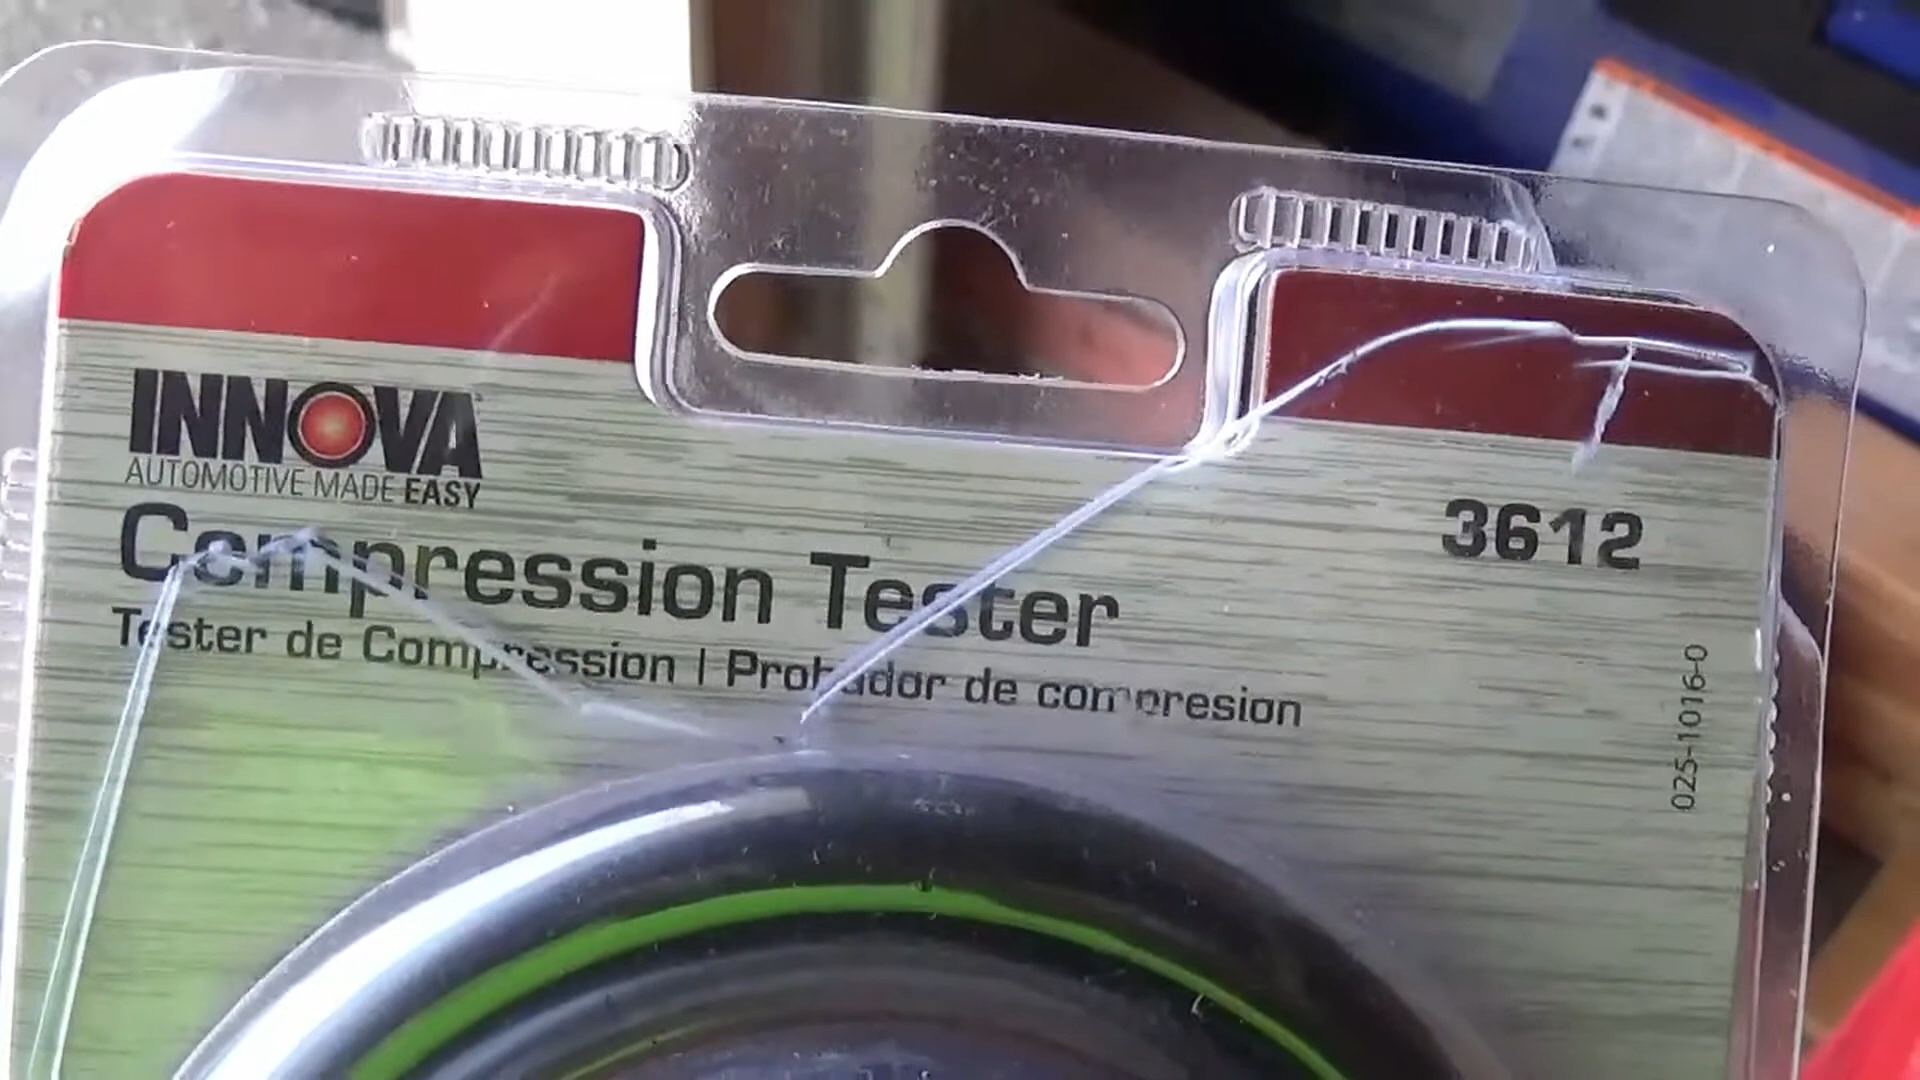 INNOVA
AUTOMOTIVE MADE EASY
3612
Compression Tester
Tester de Compression | Probador de compresion
025-1016-0